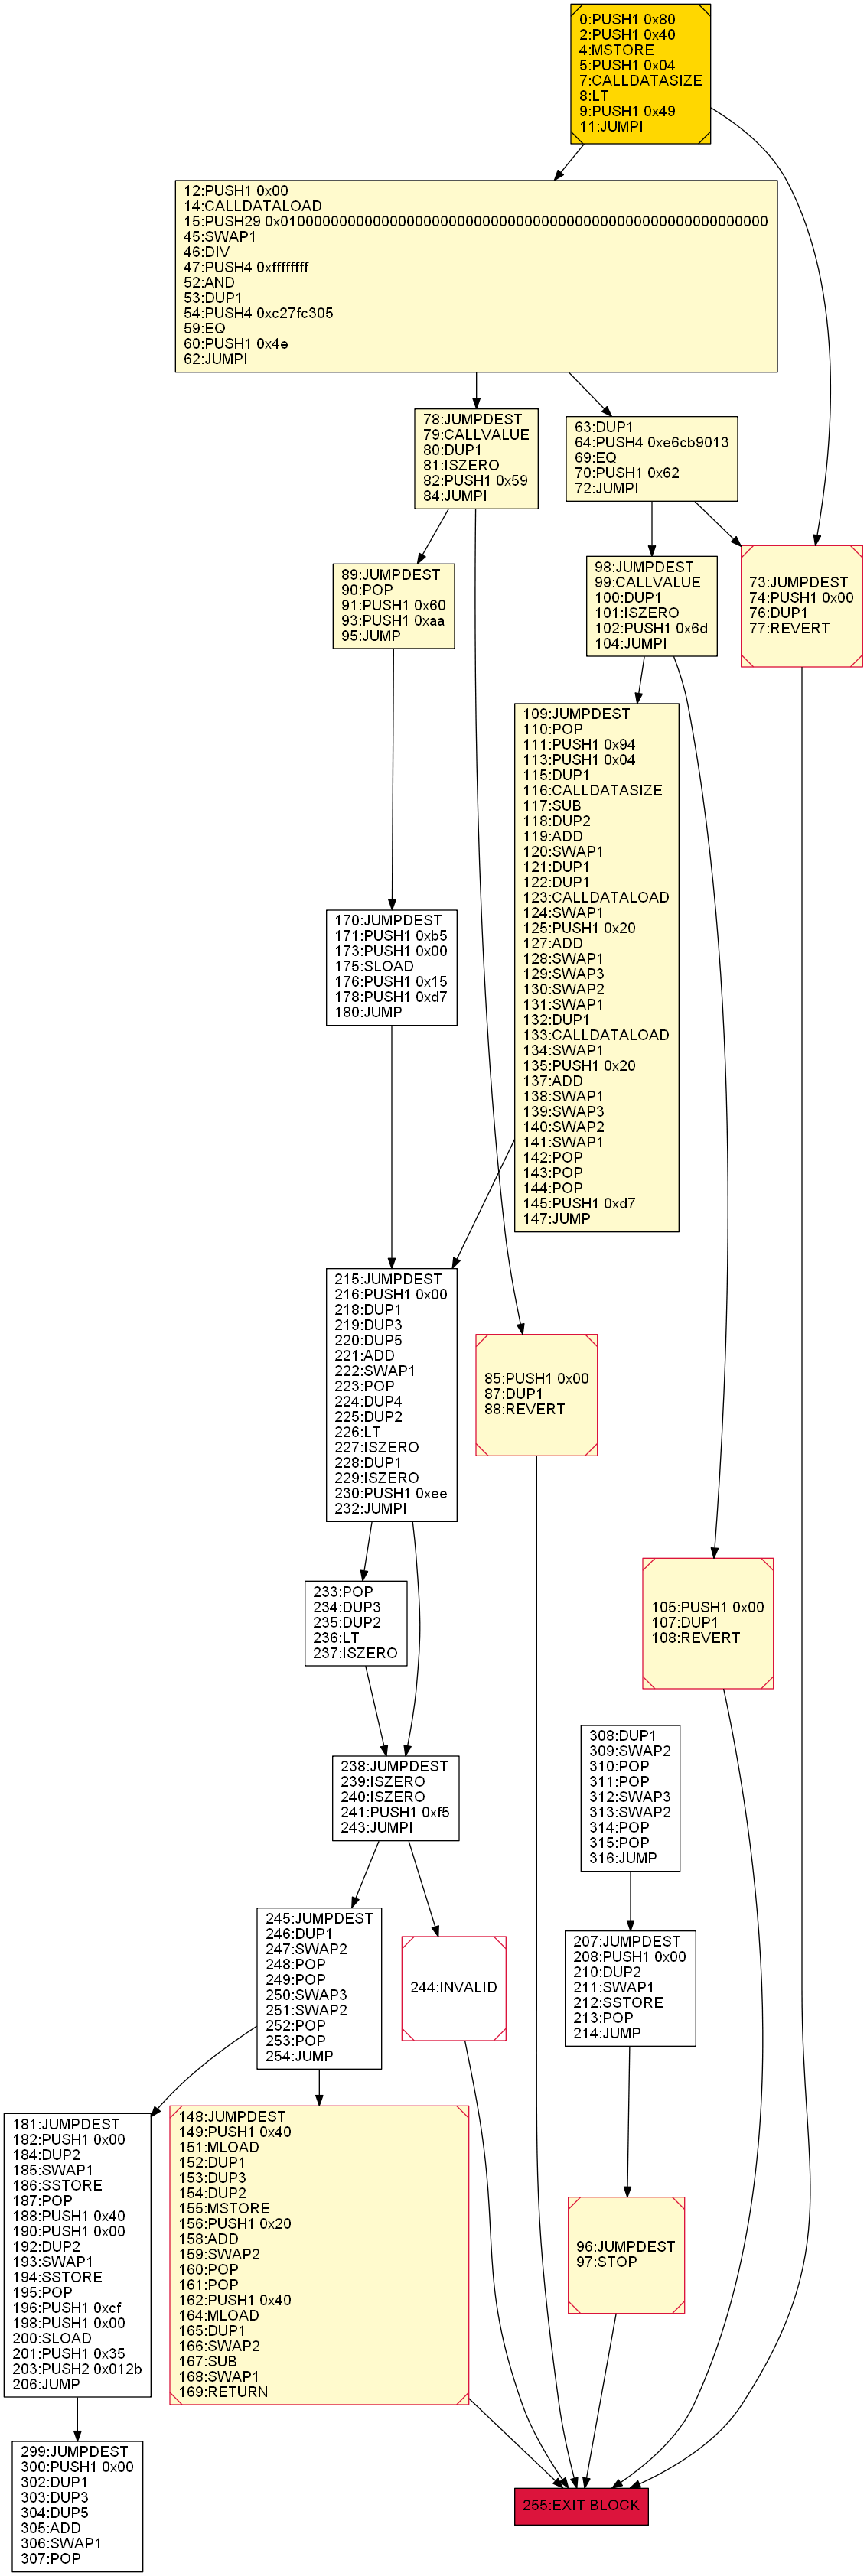 0:PUSH1 0x80
2:PUSH1 0x40
4:MSTORE
5:PUSH1 0x04
7:CALLDATASIZE
8:LT
9:PUSH1 0x49
11:JUMPI
12:PUSH1 0x00
14:CALLDATALOAD
15:PUSH29 0x0100000000000000000000000000000000000000000000000000000000
45:SWAP1
46:DIV
47:PUSH4 0xffffffff
52:AND
53:DUP1
54:PUSH4 0xc27fc305
59:EQ
60:PUSH1 0x4e
62:JUMPI
78:JUMPDEST
79:CALLVALUE
80:DUP1
81:ISZERO
82:PUSH1 0x59
84:JUMPI
63:DUP1
64:PUSH4 0xe6cb9013
69:EQ
70:PUSH1 0x62
72:JUMPI
89:JUMPDEST
90:POP
91:PUSH1 0x60
93:PUSH1 0xaa
95:JUMP
98:JUMPDEST
99:CALLVALUE
100:DUP1
101:ISZERO
102:PUSH1 0x6d
104:JUMPI
73:JUMPDEST
74:PUSH1 0x00
76:DUP1
77:REVERT
109:JUMPDEST
110:POP
111:PUSH1 0x94
113:PUSH1 0x04
115:DUP1
116:CALLDATASIZE
117:SUB
118:DUP2
119:ADD
120:SWAP1
121:DUP1
122:DUP1
123:CALLDATALOAD
124:SWAP1
125:PUSH1 0x20
127:ADD
128:SWAP1
129:SWAP3
130:SWAP2
131:SWAP1
132:DUP1
133:CALLDATALOAD
134:SWAP1
135:PUSH1 0x20
137:ADD
138:SWAP1
139:SWAP3
140:SWAP2
141:SWAP1
142:POP
143:POP
144:POP
145:PUSH1 0xd7
147:JUMP
170:JUMPDEST
171:PUSH1 0xb5
173:PUSH1 0x00
175:SLOAD
176:PUSH1 0x15
178:PUSH1 0xd7
180:JUMP
215:JUMPDEST
216:PUSH1 0x00
218:DUP1
219:DUP3
220:DUP5
221:ADD
222:SWAP1
223:POP
224:DUP4
225:DUP2
226:LT
227:ISZERO
228:DUP1
229:ISZERO
230:PUSH1 0xee
232:JUMPI
85:PUSH1 0x00
87:DUP1
88:REVERT
233:POP
234:DUP3
235:DUP2
236:LT
237:ISZERO
105:PUSH1 0x00
107:DUP1
108:REVERT
238:JUMPDEST
239:ISZERO
240:ISZERO
241:PUSH1 0xf5
243:JUMPI
308:DUP1
309:SWAP2
310:POP
311:POP
312:SWAP3
313:SWAP2
314:POP
315:POP
316:JUMP
245:JUMPDEST
246:DUP1
247:SWAP2
248:POP
249:POP
250:SWAP3
251:SWAP2
252:POP
253:POP
254:JUMP
244:INVALID
207:JUMPDEST
208:PUSH1 0x00
210:DUP2
211:SWAP1
212:SSTORE
213:POP
214:JUMP
181:JUMPDEST
182:PUSH1 0x00
184:DUP2
185:SWAP1
186:SSTORE
187:POP
188:PUSH1 0x40
190:PUSH1 0x00
192:DUP2
193:SWAP1
194:SSTORE
195:POP
196:PUSH1 0xcf
198:PUSH1 0x00
200:SLOAD
201:PUSH1 0x35
203:PUSH2 0x012b
206:JUMP
148:JUMPDEST
149:PUSH1 0x40
151:MLOAD
152:DUP1
153:DUP3
154:DUP2
155:MSTORE
156:PUSH1 0x20
158:ADD
159:SWAP2
160:POP
161:POP
162:PUSH1 0x40
164:MLOAD
165:DUP1
166:SWAP2
167:SUB
168:SWAP1
169:RETURN
96:JUMPDEST
97:STOP
299:JUMPDEST
300:PUSH1 0x00
302:DUP1
303:DUP3
304:DUP5
305:ADD
306:SWAP1
307:POP
255:EXIT BLOCK